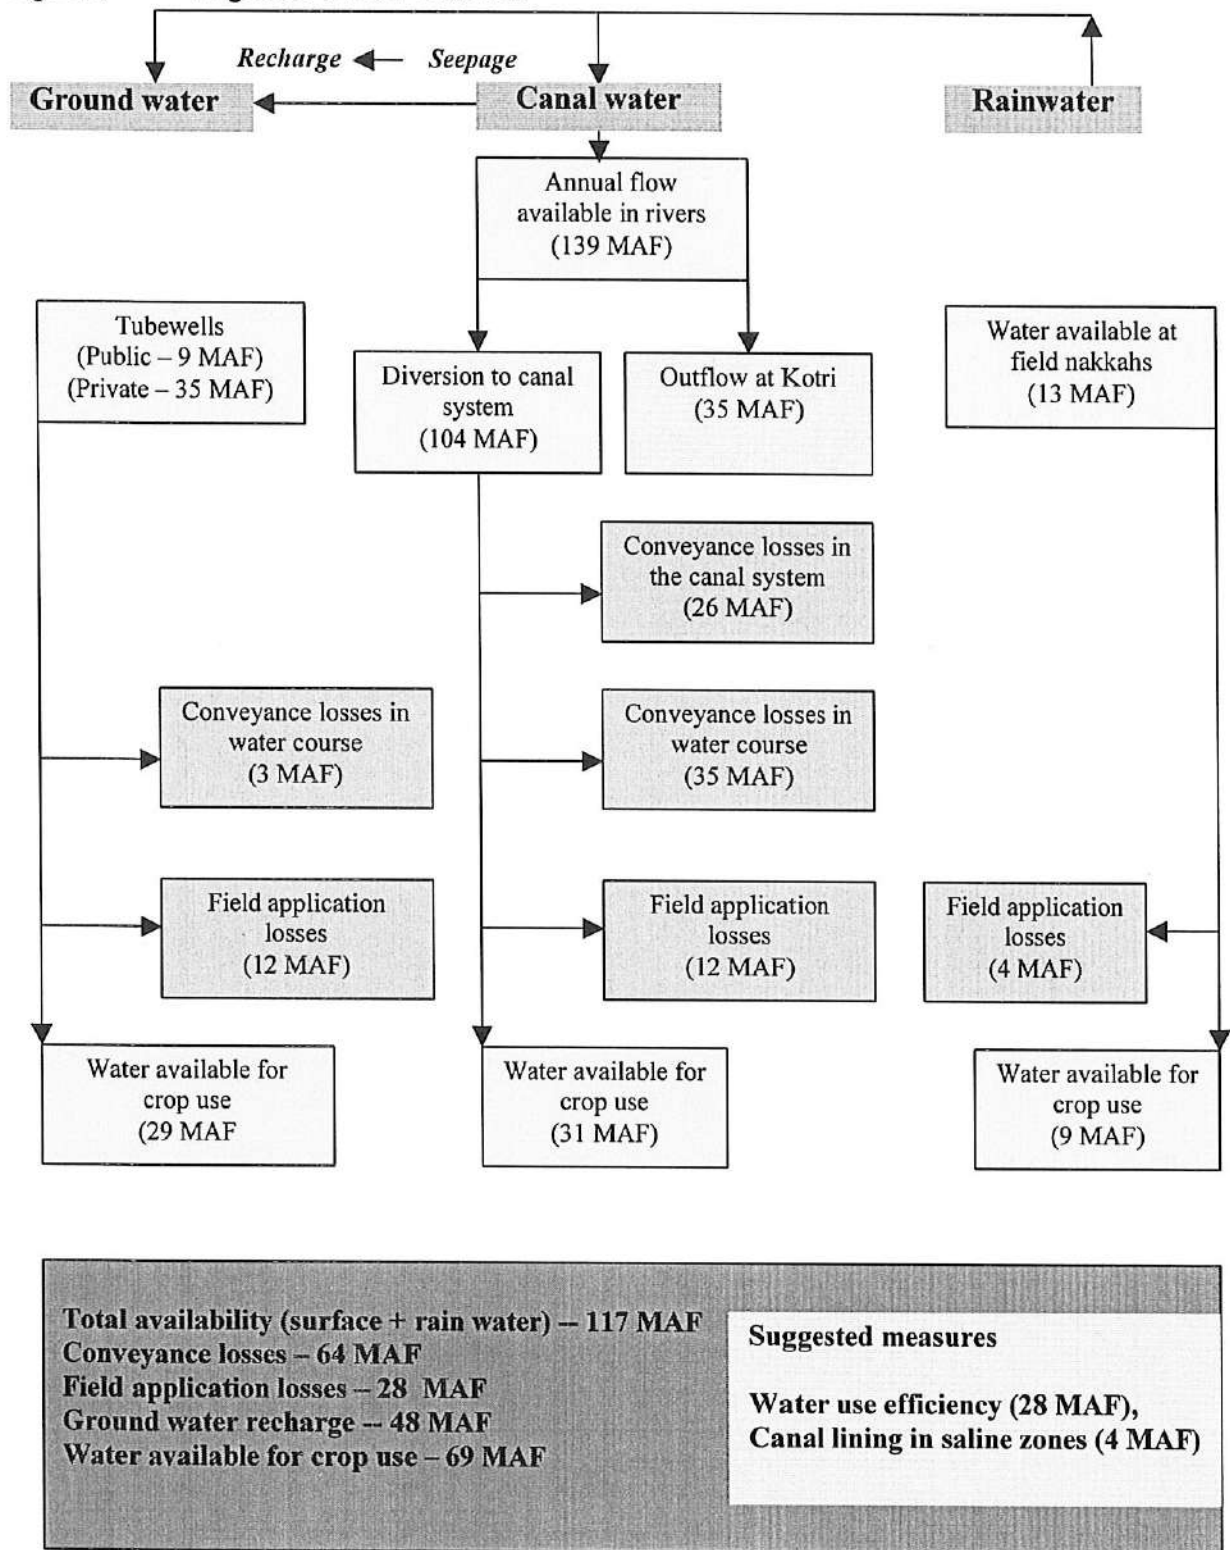 Recharge Seepage
Ground water
Canal water
Rainwater
Annual flow
available in rivers
(139 MAF)
Tubewells
(Public – 9 MAF)
(Private – 35 MAF)
Diversion to canal
system
(104 MAF)
Outflow at Kotri
(35 MAF)
Water available at
field nakkahs
(13 MAF)
Conveyance losses in
the canal system
(26 MAF)
Conveyance losses in
water course
(3 MAF)
Conveyance losses in
water course
(35 MAF)
Field application
losses
(12 MAF)
Field application
losses
(12 MAF)
Field application
losses
(4 MAF)
Water available for
crop use
(29 MAF
Water available for
crop use
(31 MAF)
Water available for
crop use
(9 MAF)
Total availability (surface + rain water) – 117 MAF
Conveyance losses – 64 MAF
Field application losses – 28 MAF
Ground water recharge – 48 MAF
Water available for crop use – 69 MAF
Suggested measures
Water use efficiency (28 MAF),
Canal lining in saline zones (4 MAF)